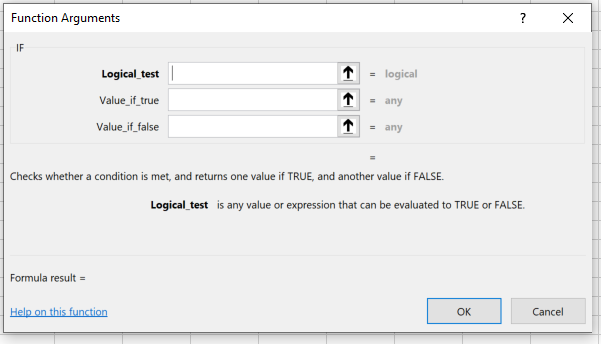 Function Arguments ? ×
IF
Logical_test = logical
Value_if_true = any
Value_if_false = any
=
Checks whether a condition is met, and returns one value if TRUE, and another value if FALSE.
Logical_test is any value or expression that can be evaluated to TRUE or FALSE.
Formula result =
Help on this function OK Cancel